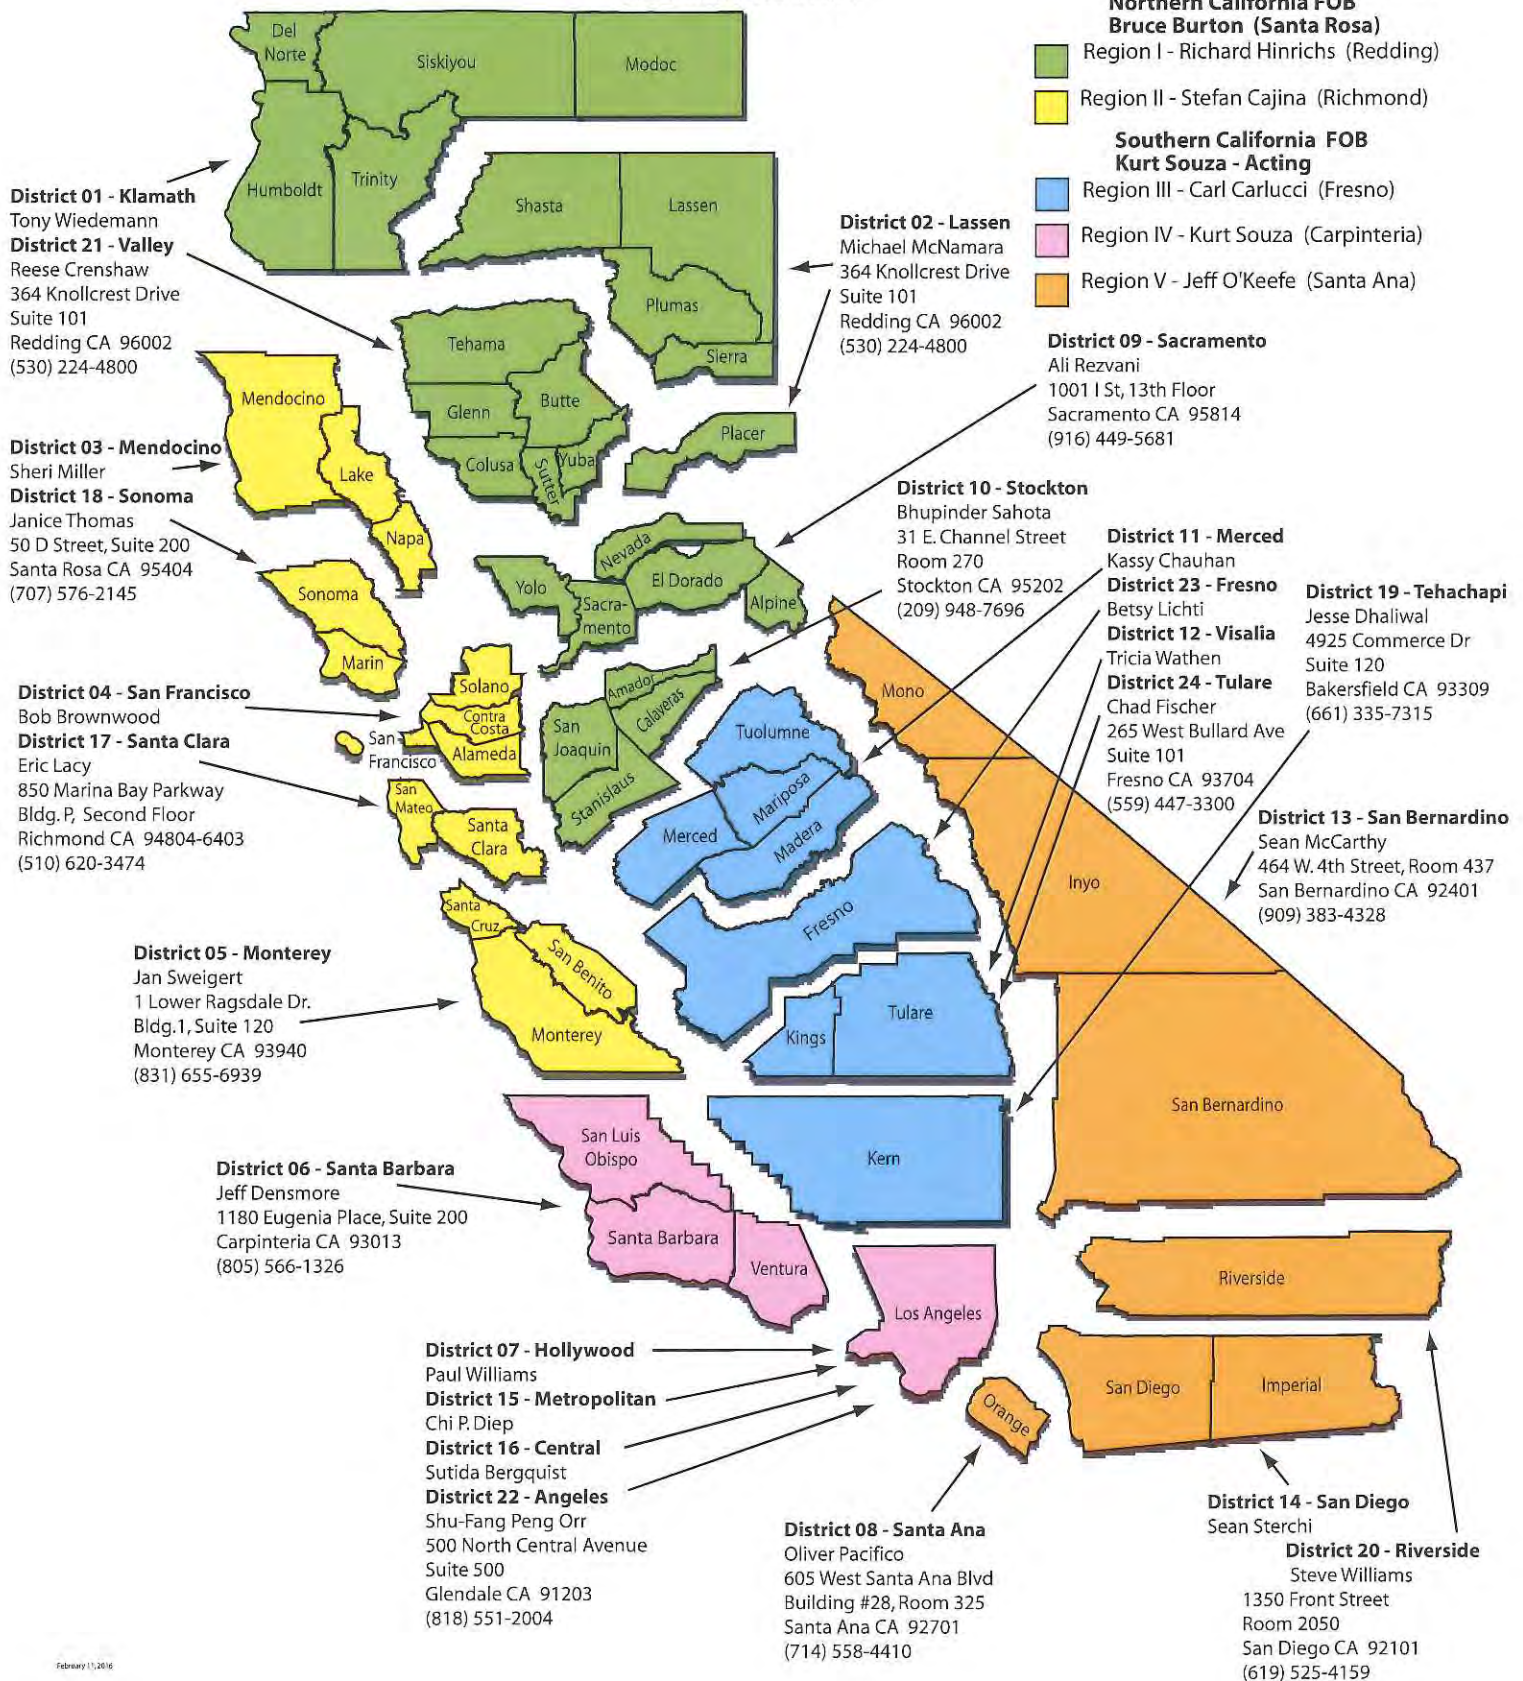 Northern California FOB
Bruce Burton (Santa Rosa)
Region I - Richard Hinrichs (Redding)
Region II - Stefan Cajina (Richmond)
Southern California FOB
Kurt Souza - Acting
Region III - Carl Carlucci (Fresno)
Region IV - Kurt Souza (Carpinteria)
Region V - Jeff O'Keefe (Santa Ana)
Del
Norte
Siskiyou
Modoc
Humboldt
Trinity
Shasta
Lassen
Plumas
Sierra
District 01 - Klamath
Tony Wiedemann
District 21 - Valley
Reese Crenshaw
364 Knollcrest Drive
Suite 101
Redding CA 96002
(530) 224-4800
District 02 - Lassen
Michael McNamara
364 Knollcrest Drive
Suite 101
Redding CA 96002
(530) 224-4800
Tehama
Glenn
Butte
Colusa
Sutter
Yuba
Placer
District 09 - Sacramento
Ali Rezvani
1001 I St, 13th Floor
Sacramento CA 95814
(916) 449-5681
Mendocino
Lake
Napa
District 03 - Mendocino
Sheri Miller
District 18 - Sonoma
Janice Thomas
50 D Street, Suite 200
Santa Rosa CA 95404
(707) 576-2145
Sonoma
Marin
Yolo
Nevada
Sacra-
mento
El Dorado
Alpine
District 10 - Stockton
Bhupinder Sahota
31 E. Channel Street
Room 270
Stockton CA 95202
(209) 948-7696
District 11 - Merced
Kassy Chauhan
District 23 - Fresno
Betsy Lichti
District 12 - Visalia
Tricia Wathen
District 24 - Tulare
Chad Fischer
265 West Bullard Ave
Suite 101
Fresno CA 93704
(559) 447-3300
District 19 - Tehachapi
Jesse Dhaliwal
4925 Commerce Dr
Suite 120
Bakersfield CA 93309
(661) 335-7315
District 04 - San Francisco
Bob Brownwood
District 17 - Santa Clara
Eric Lacy
850 Marina Bay Parkway
Bldg. P, Second Floor
Richmond CA 94804-6403
(510) 620-3474
Solano
Contra
Costa
San
Francisco
Alameda
San
Mateo
Santa
Clara
Amador
Calaveras
San
Joaquin
Stanislaus
Tuolumne
Mariposa
Merced
Madera
Fresno
Mono
Inyo
District 13 - San Bernardino
Sean McCarthy
464 W. 4th Street, Room 437
San Bernardino CA 92401
(909) 383-4328
Santa
Cruz
San Benito
Monterey
District 05 - Monterey
Jan Sweigert
1 Lower Ragsdale Dr.
Bldg.1, Suite 120
Monterey CA 93940
(831) 655-6939
Kings
Tulare
Kern
San Bernardino
San Luis
Obispo
Santa Barbara
Ventura
District 06 - Santa Barbara
Jeff Densmore
1180 Eugenia Place, Suite 200
Carpinteria CA 93013
(805) 566-1326
Los Angeles
Riverside
San Diego
Imperial
Orange
District 07 - Hollywood
Paul Williams
District 15 - Metropolitan
Chi P. Diep
District 16 - Central
Sutida Bergquist
District 22 - Angeles
Shu-Fang Peng Orr
500 North Central Avenue
Suite 500
Glendale CA 91203
(818) 551-2004
District 08 - Santa Ana
Oliver Pacifico
605 West Santa Ana Blvd
Building #28, Room 325
Santa Ana CA 92701
(714) 558-4410
District 14 - San Diego
Sean Sterchi
District 20 - Riverside
Steve Williams
1350 Front Street
Room 2050
San Diego CA 92101
(619) 525-4159
February 11, 2016